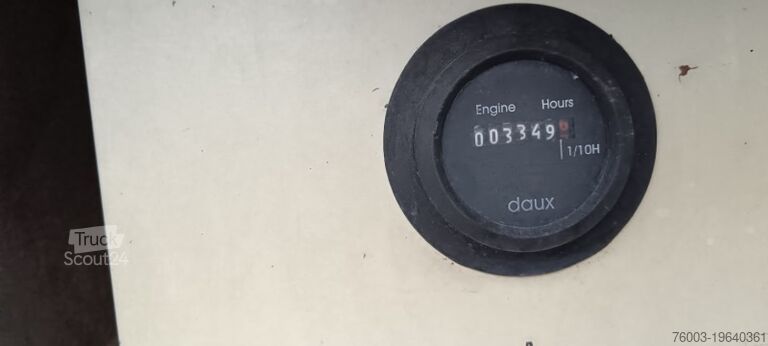 Engine Hours
003349
1/10H
daux
Truck
Scout24
76003-19640361